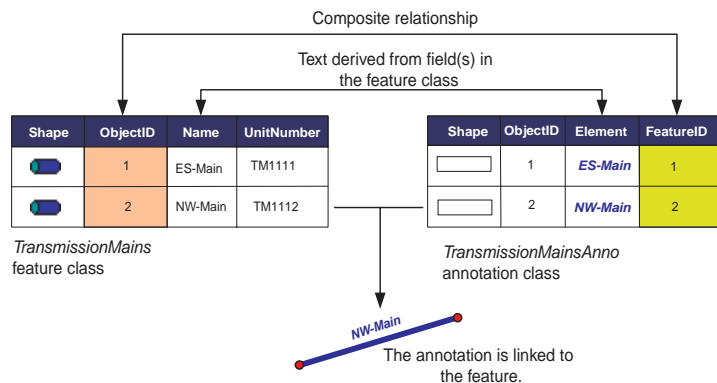 Composite relationship
Text derived from field(s) in
the feature class
Shape ObjectID Name UnitNumber
1 ES-Main TM1111
2 NW-Main TM1112
TransmissionMains
feature class
Shape ObjectID Element FeatureID
1 ES-Main 1
2 NW-Main 2
TransmissionMainsAnno
annotation class
NW-Main
The annotation is linked to
the feature.